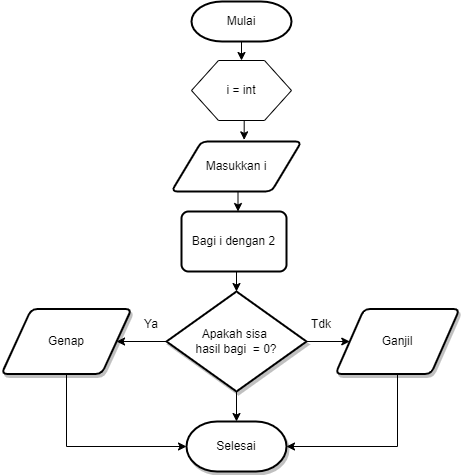 Mulai
i = int
Masukkan i
Bagi i dengan 2
Apakah sisa
hasil bagi = 0?
Ya
Tdk
Genap
Ganjil
Selesai